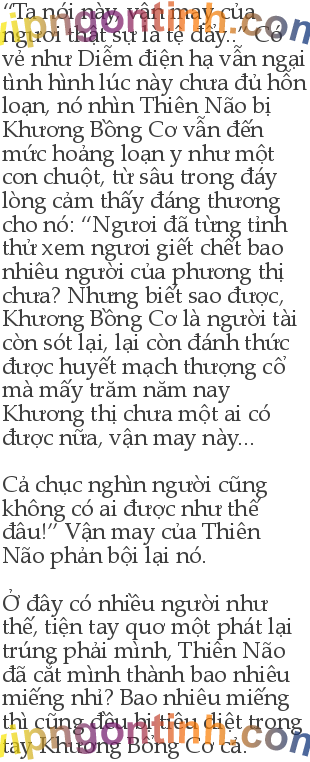 “Ta nói này, vận may của
ngươi thật sự là tệ đấy...” Có
vẻ như Diễm điện hạ vẫn ngại
tình hình lúc này chưa đủ hỗn
loạn, nó nhìn Thiên Não bị
Khương Bồng Cơ vẫn đến
mức hoảng loạn y như một
con chuột, từ sâu trong đáy
lòng cảm thấy đáng thương
cho nó: “Ngươi đã từng tỉnh
thử xem ngươi giết chết bao
nhiêu người của phương thị
chưa? Nhưng biết sao được,
Khương Bồng Cơ là người tài
còn sót lại, lại còn đánh thức
được huyết mạch thượng cổ
mà mấy trăm năm nay
Khương thị chưa một ai có
được nữa, vận may này...
Cả chục nghìn người cũng
không có ai được như thế
đâu!” Vận may của Thiên
Não phản bội lại nó.
Ở đây có nhiều người như
thế, tiện tay quơ một phát lại
trúng phải mình, Thiên Não
đã cắt mình thành bao nhiêu
miếng nhỉ? Bao nhiêu miếng
thì cũng đều bị tiêu diệt trong
tay Khương Bồng Cơ cả.
vipngontinh.com
vipngontinh.com